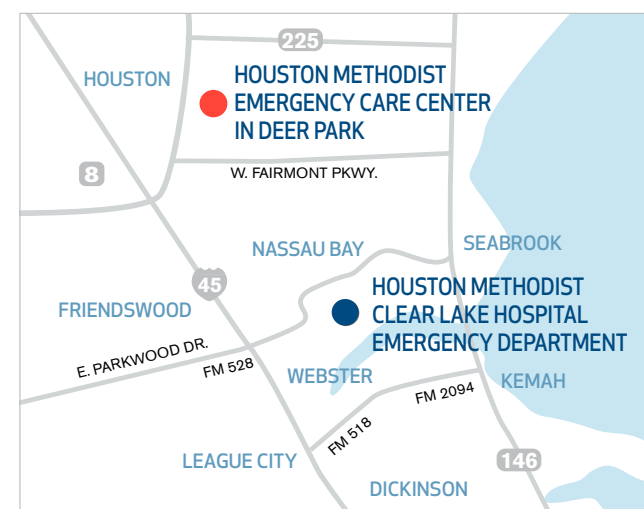 225
HOUSTON
HOUSTON METHODIST
EMERGENCY CARE CENTER
IN DEER PARK
8
W. FAIRMONT PKWY.
NASSAU BAY
SEABROOK
45
FRIENDSWOOD
HOUSTON METHODIST
CLEAR LAKE HOSPITAL
EMERGENCY DEPARTMENT
E. PARKWOOD DR.
FM 528
WEBSTER
KEMAH
FM 2094
FM 518
LEAGUE CITY
146
DICKINSON